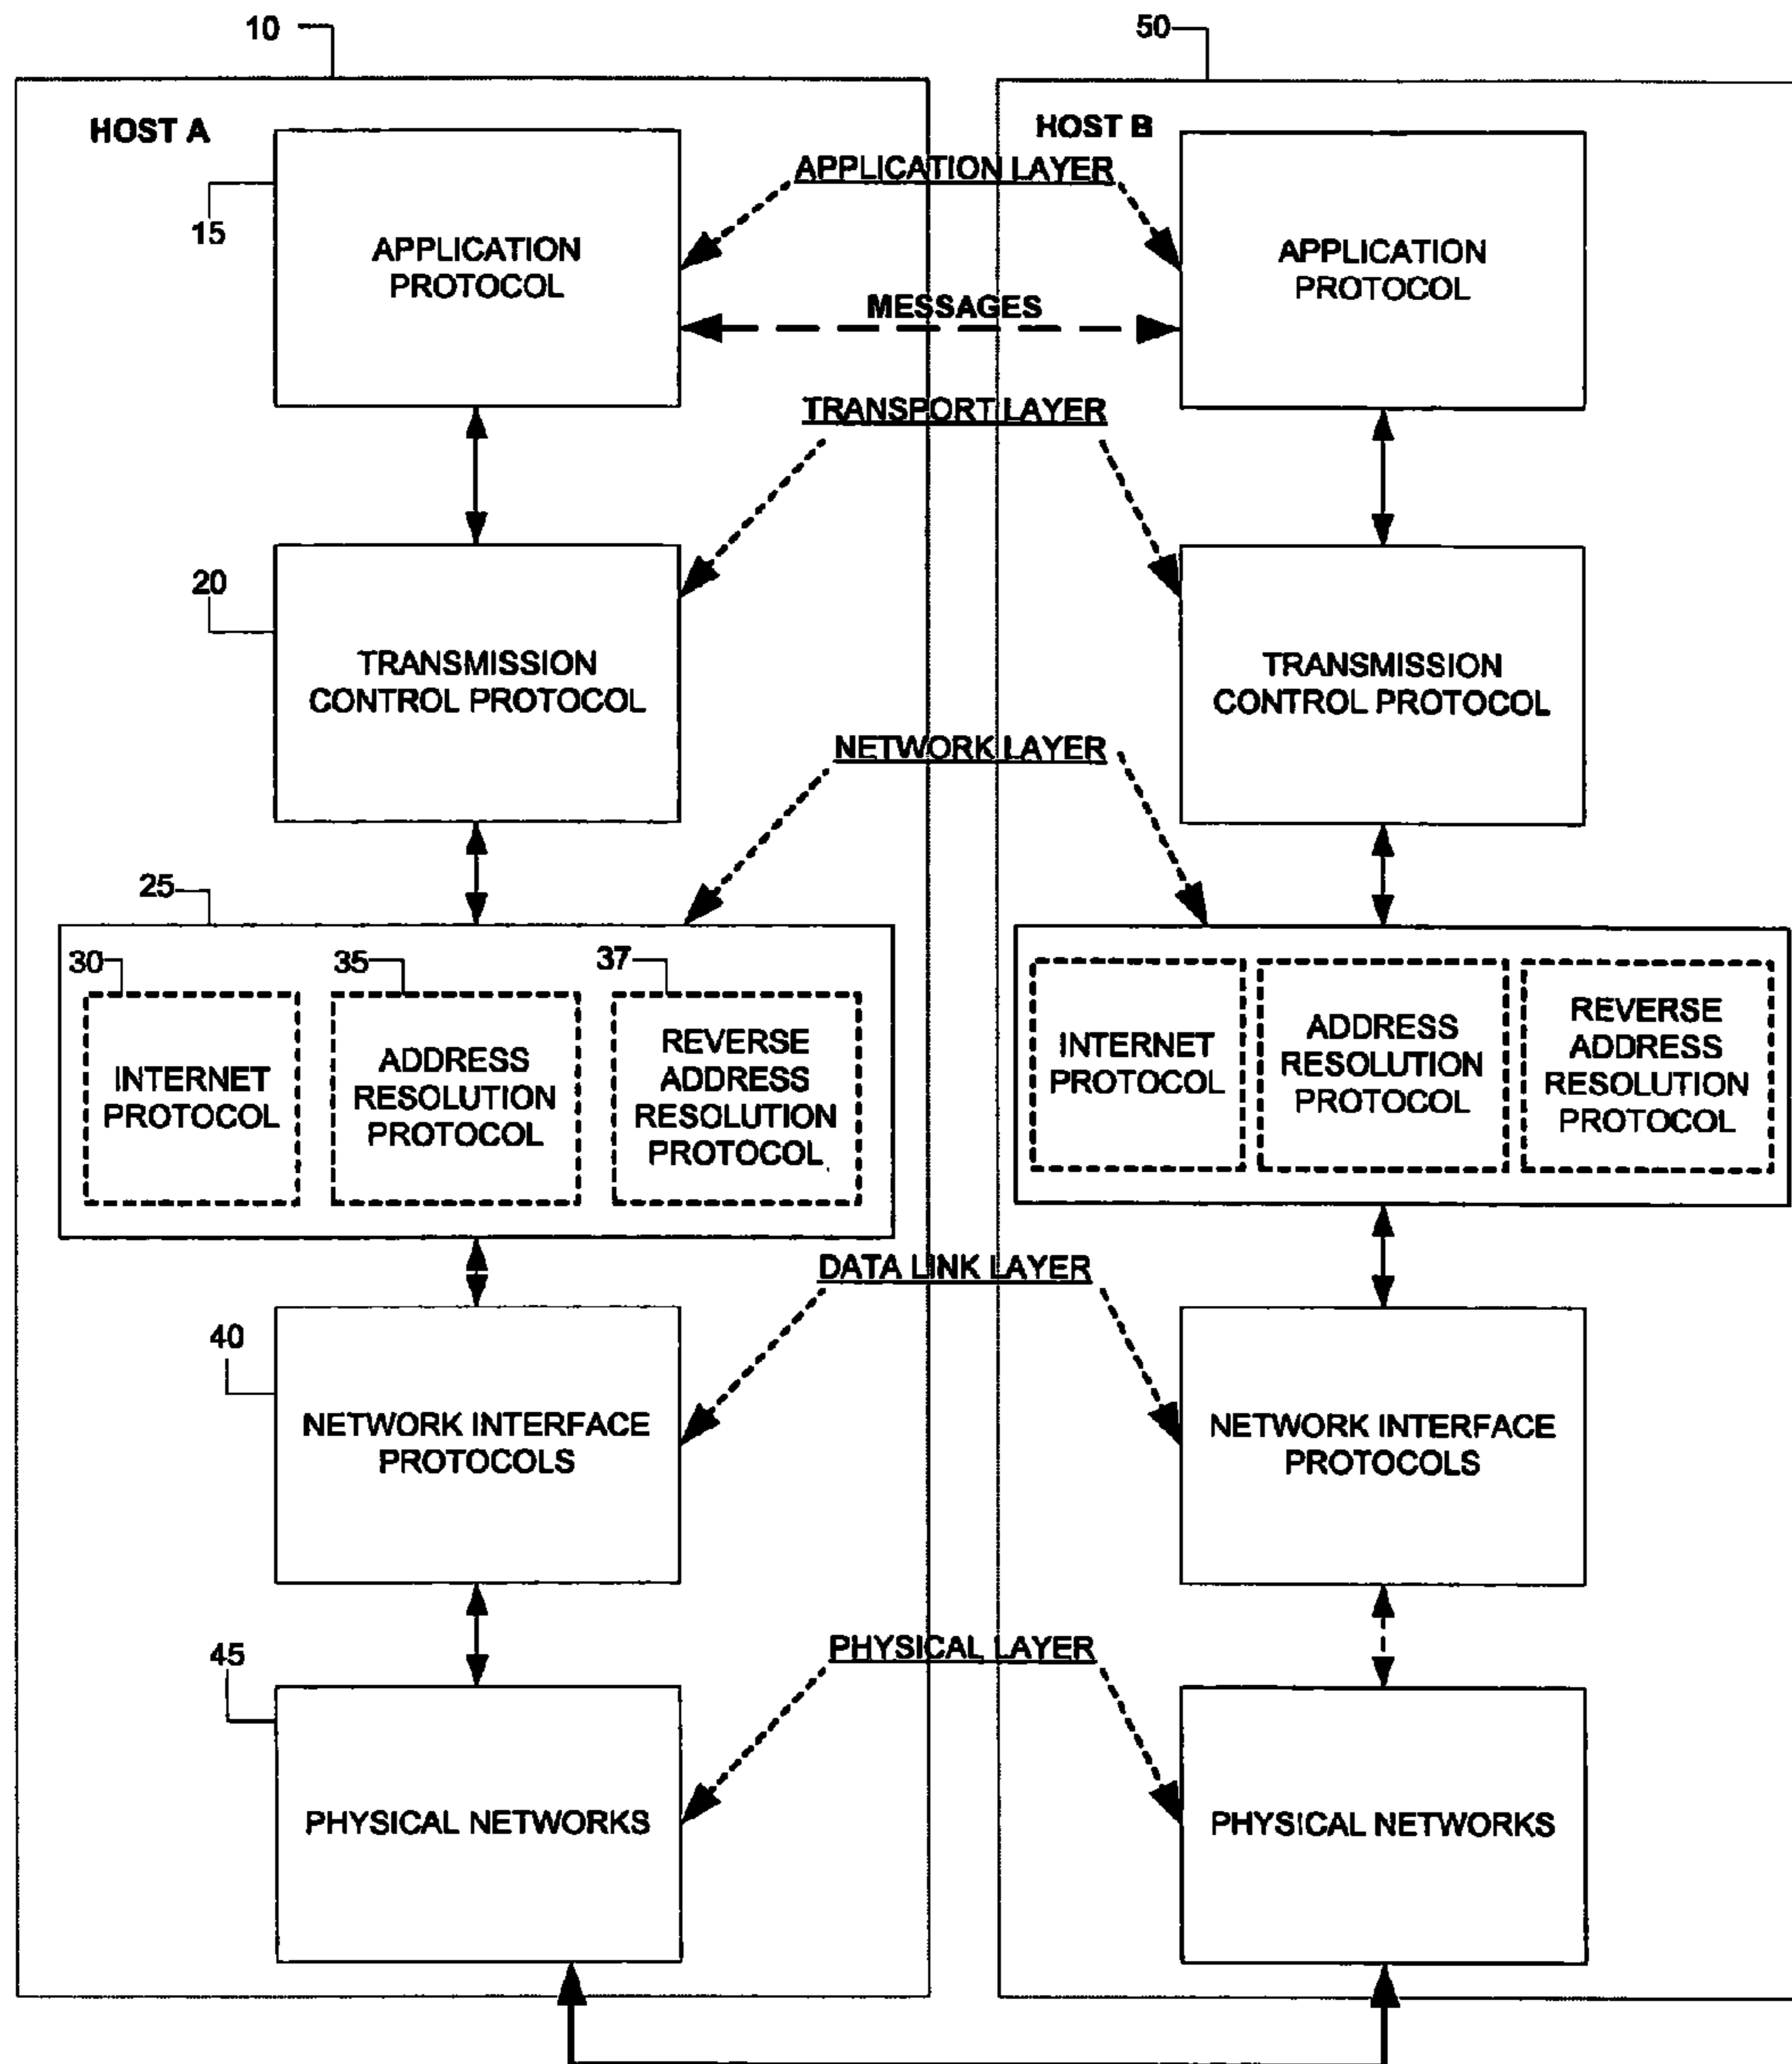 10
50
HOST A
HOST B
APPLICATION LAYER
15
APPLICATION
PROTOCOL
APPLICATION
PROTOCOL
MESSAGES
TRANSPORT LAYER
20
TRANSMISSION
CONTROL PROTOCOL
TRANSMISSION
CONTROL PROTOCOL
NETWORK LAYER
25
30
35
37
INTERNET
PROTOCOL
ADDRESS
RESOLUTION
PROTOCOL
REVERSE
ADDRESS
RESOLUTION
PROTOCOL
INTERNET
PROTOCOL
ADDRESS
RESOLUTION
PROTOCOL
REVERSE
ADDRESS
RESOLUTION
PROTOCOL
DATA LINK LAYER
40
NETWORK INTERFACE
PROTOCOLS
NETWORK INTERFACE
PROTOCOLS
PHYSICAL LAYER
45
PHYSICAL NETWORKS
PHYSICAL NETWORKS